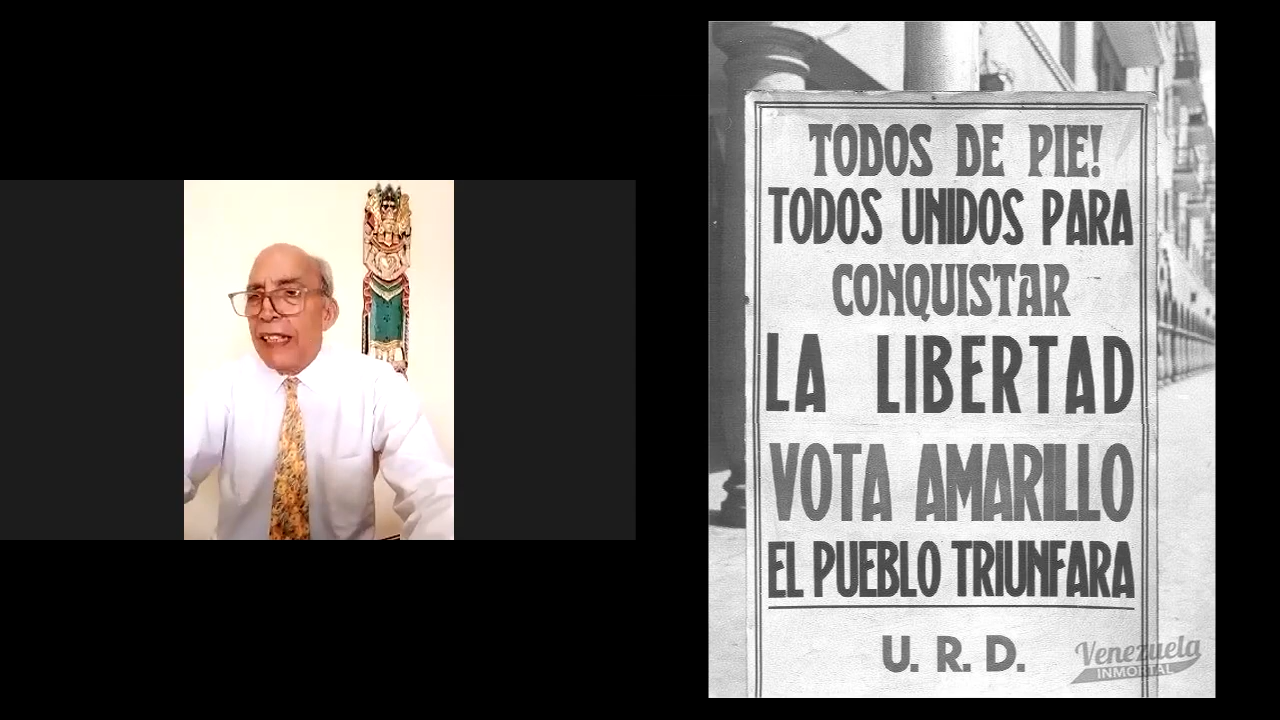 TODOS DE PIE!
TODOS UNIDOS PARA
CONQUISTAR
LA LIBERTAD
VOTA AMARILLO
EL PUEBLO TRIUNFARA
U. R. D.
Venezuela
INMORTAL